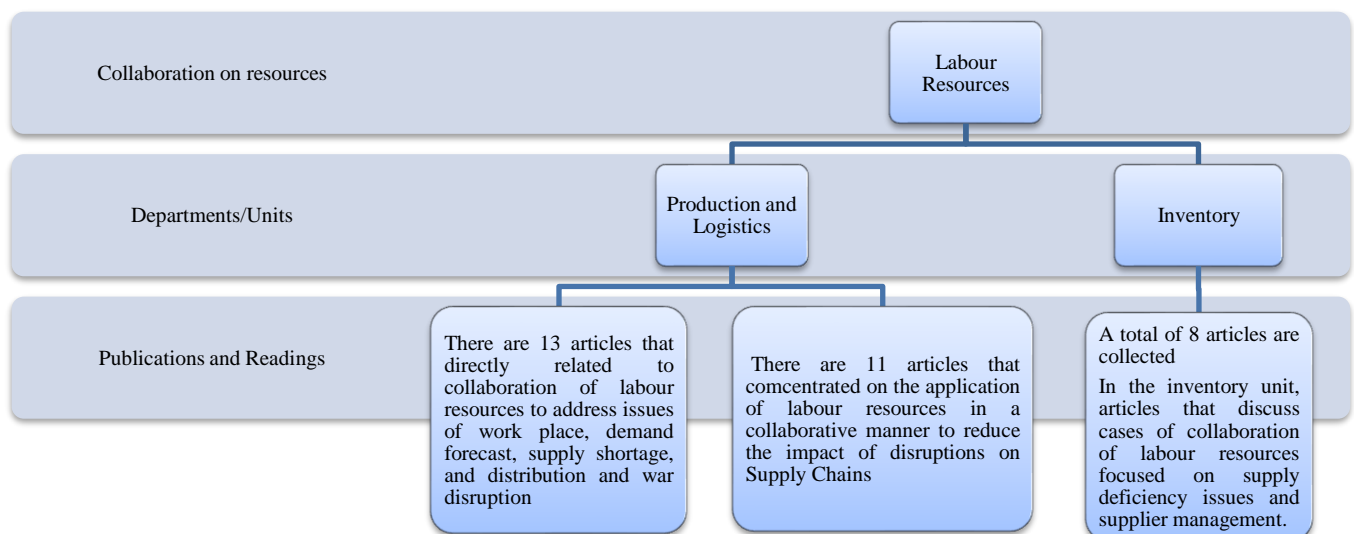 Collaboration on resources
Labour
Resources
Departments/Units
Production and
Logistics
Inventory
Publications and Readings
There are 13 articles that
directly related to
collaboration of labour
resources to address issues
of work place, demand
forecast, supply shortage,
and distribution and war
disruption
There are 11 articles that
comcentrated on the application
of labour resources in a
collaborative manner to reduce
the impact of disruptions on
Supply Chains
A total of 8 articles are
collected
In the inventory unit,
articles that discuss
cases of collaboration
of labour resources
focused on supply
deficiency issues and
supplier management.